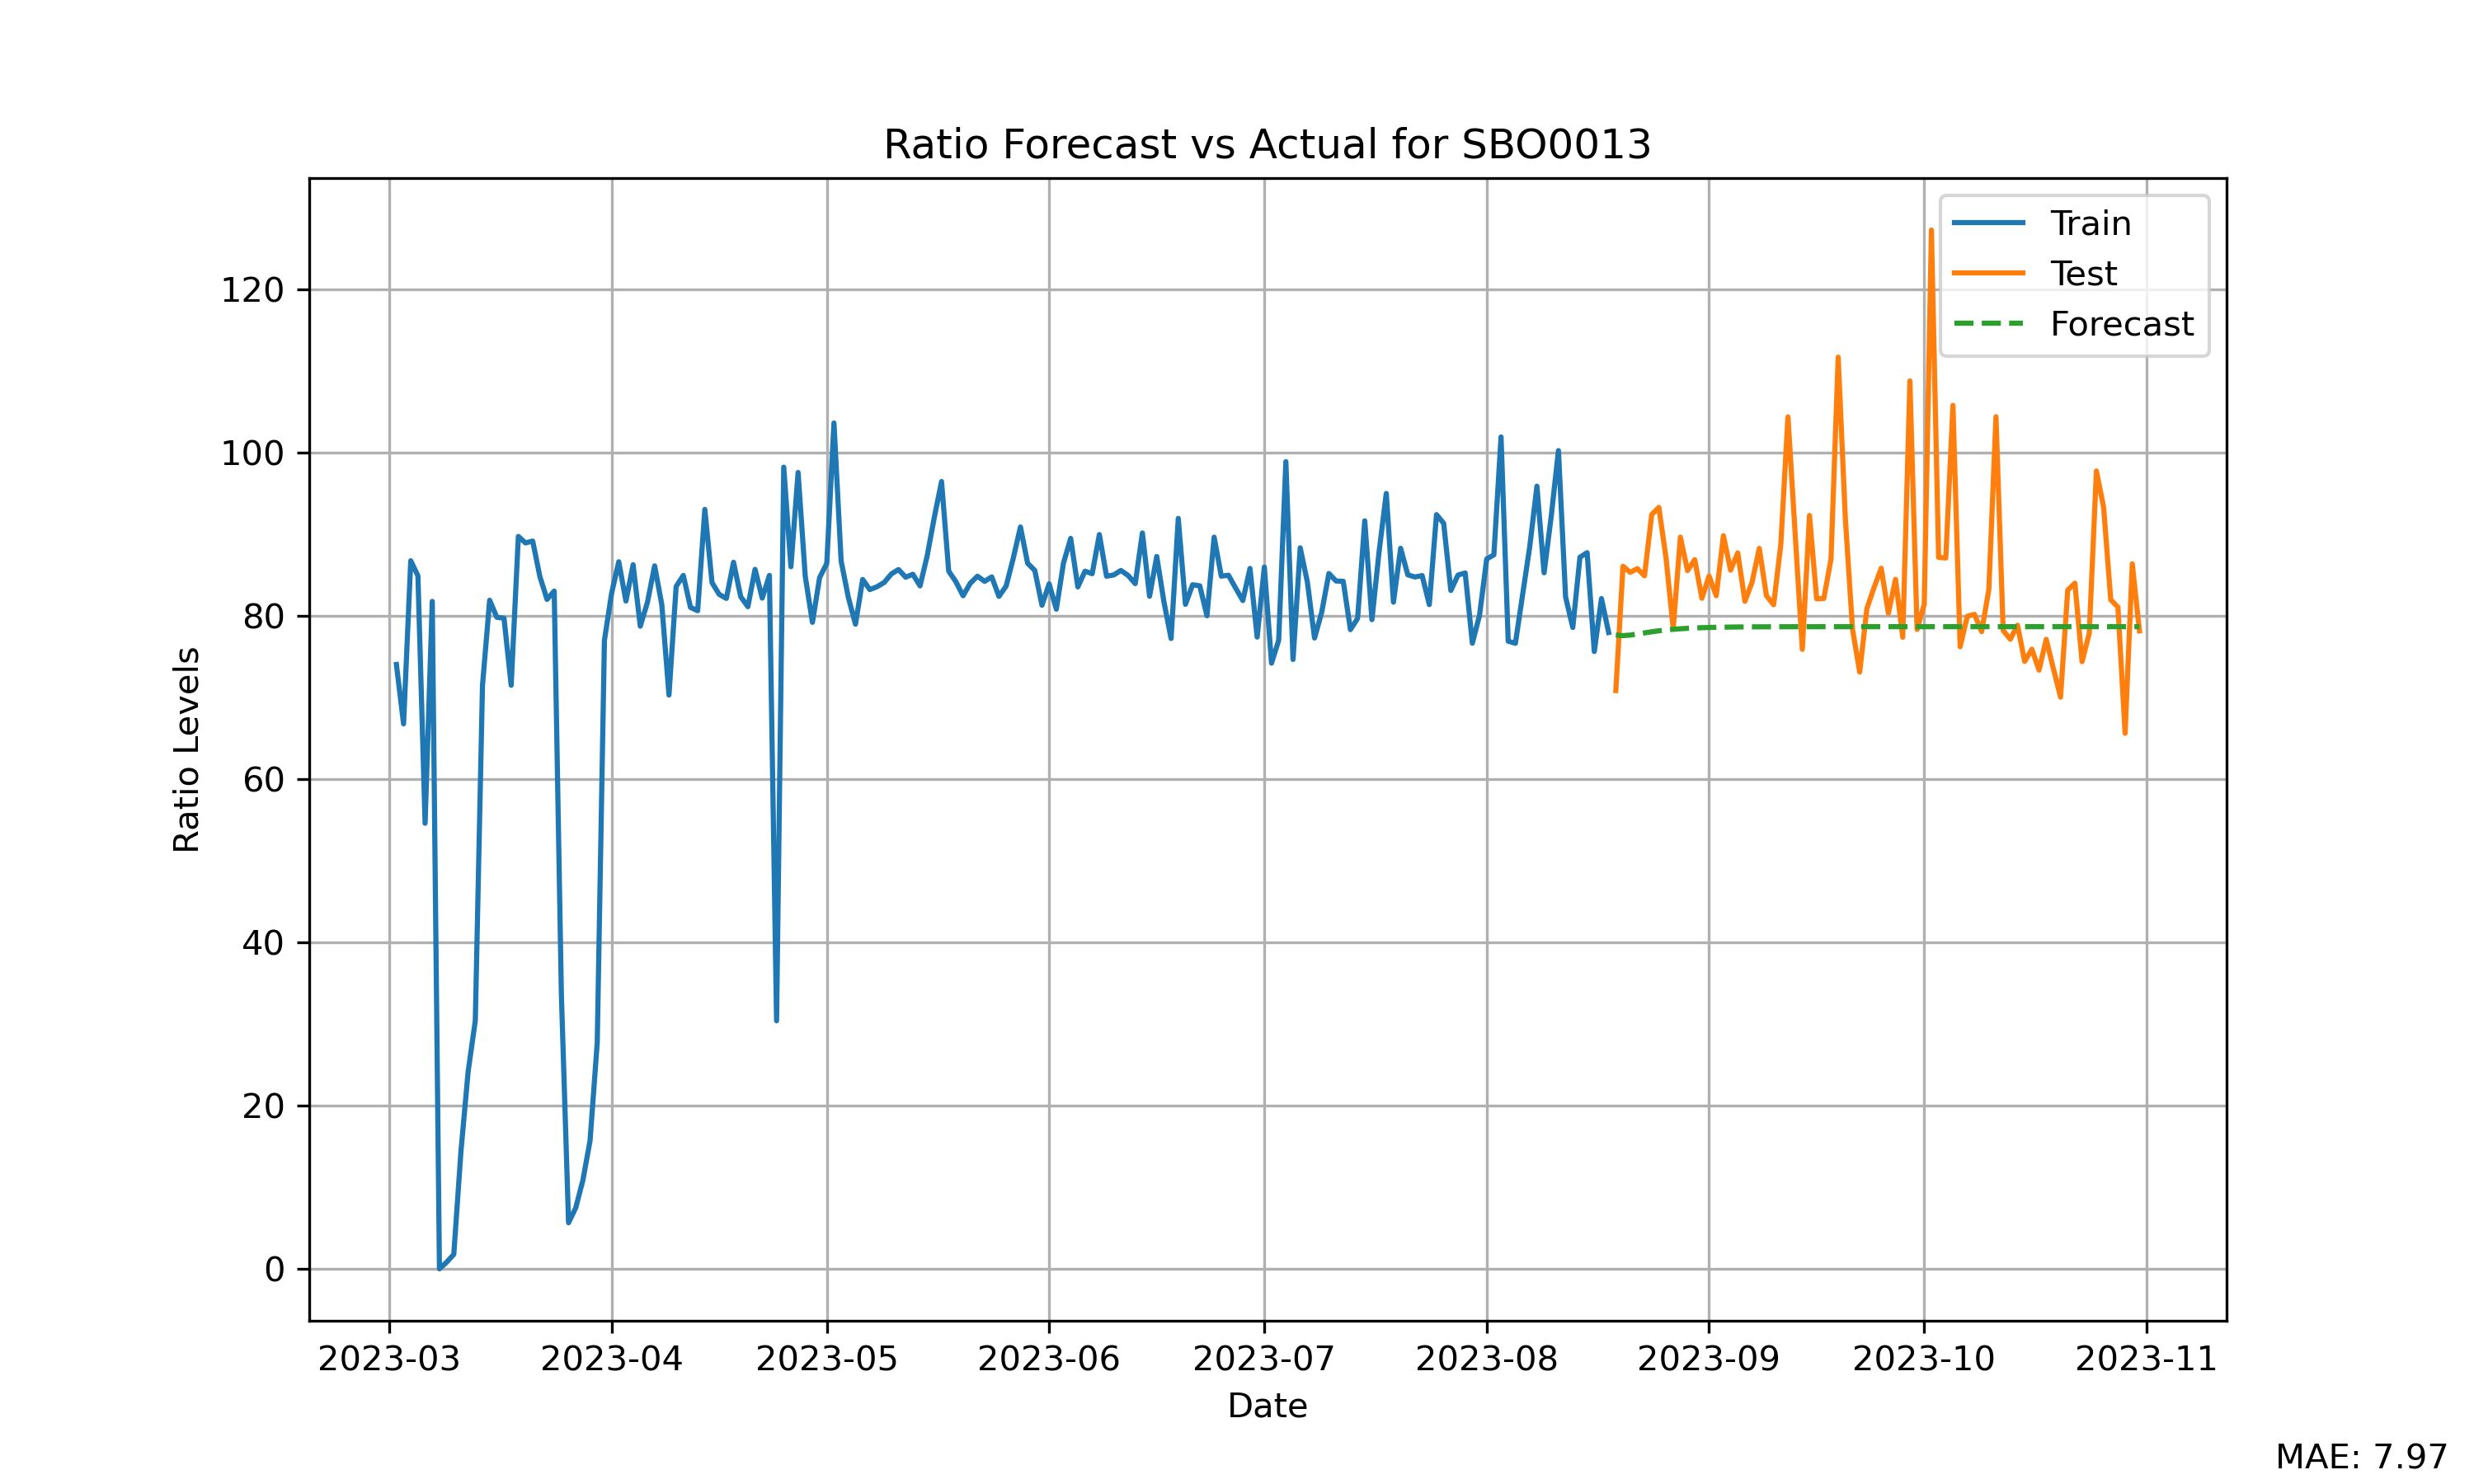 Ratio Forecast vs Actual for SBO0013
Train
Test
Forecast
120
100
80
60
40
20
0
Ratio Levels
2023-03 2023-04 2023-05 2023-06 2023-07 2023-08 2023-09 2023-10 2023-11
Date
MAE: 7.97